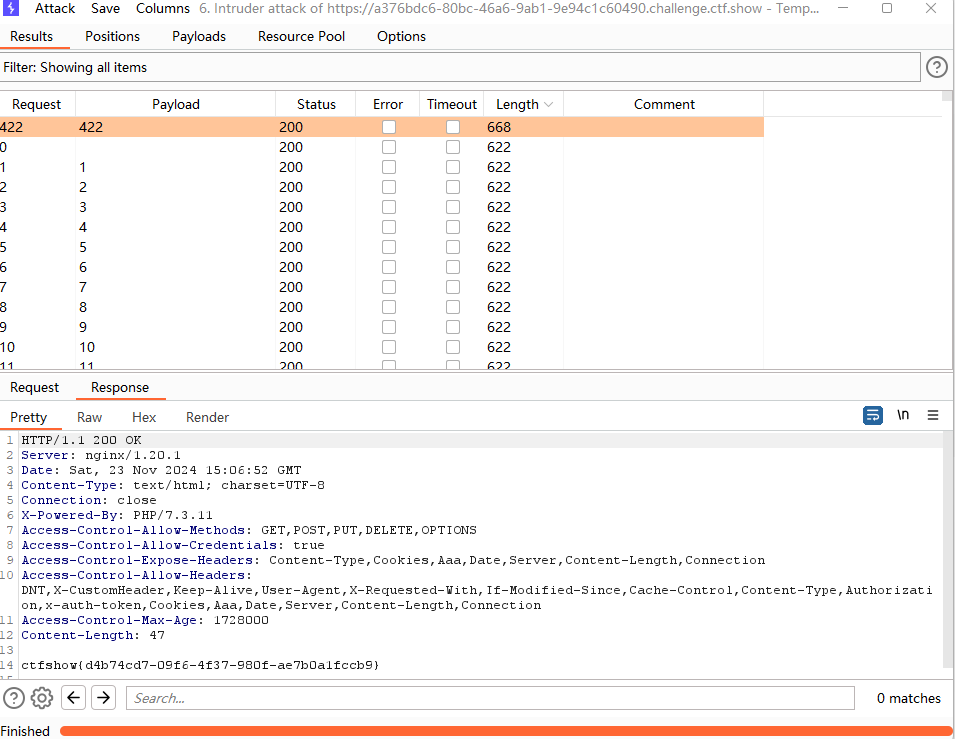 Attack Save Columns 6. Intruder attack of https://a376bdc6-80bc-46a6-9ab1-9e94c1c60490.challenge.ctf.show - Temp...
Results Positions Payloads Resource Pool Options
Filter: Showing all items
Request Payload Status Error Timeout Length Comment
422 422 200 668
0 200 622
1 1 200 622
2 2 200 622
3 3 200 622
4 4 200 622
5 5 200 622
6 6 200 622
7 7 200 622
8 8 200 622
9 9 200 622
10 10 200 622
11 11 200 622
Request Response
Pretty Raw Hex Render \n
1 HTTP/1.1 200 OK
2 Server: nginx/1.20.1
3 Date: Sat, 23 Nov 2024 15:06:52 GMT
4 Content-Type: text/html; charset=UTF-8
5 Connection: close
6 X-Powered-By: PHP/7.3.11
7 Access-Control-Allow-Methods: GET,POST,PUT,DELETE,OPTIONS
8 Access-Control-Allow-Credentials: true
9 Access-Control-Expose-Headers: Content-Type,Cookies,Aaa,Date,Server,Content-Length,Connection
10 Access-Control-Allow-Headers:
DNT,X-CustomHeader,Keep-Alive,User-Agent,X-Requested-With,If-Modified-Since,Cache-Control,Content-Type,Authorizati
on,x-auth-token,Cookies,Aaa,Date,Server,Content-Length,Connection
11 Access-Control-Max-Age: 1728000
12 Content-Length: 47
13
14 ctfshow{d4b74cd7-09f6-4f37-980f-ae7b0a1fccb9}
Search... 0 matches
Finished